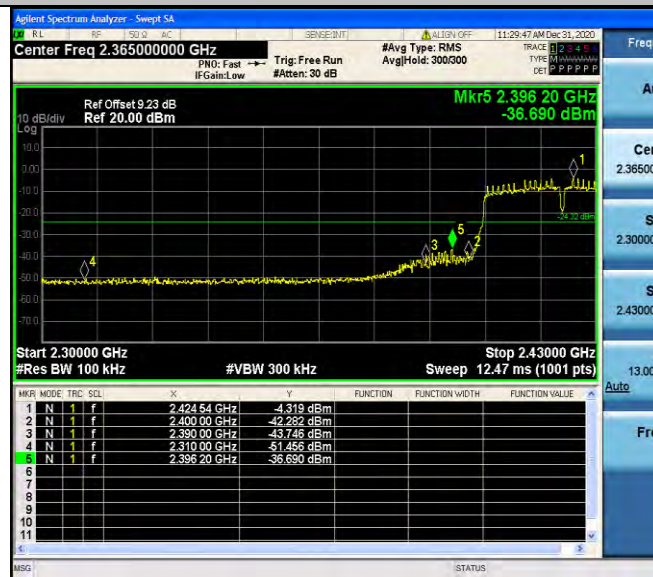 Agilent Spectrum Analyzer - Swept SA
RL RF 50 Ω AC SENSE:INT ALIGN OFF 11:29:47 AM Dec 31, 2020
Center Freq 2.365000000 GHz
PNO: Fast
IFGain:Low
Trig: Free Run
#Atten: 30 dB
#Avg Type: RMS
Avg|Hold: 300/300
TRACE 1 2 3 4 5 6
TYPE M
DET P P P P P P
Freq
Mkr5 2.396 20 GHz
-36.690 dBm
Ref Offset 9.23 dB
10 dB/div Ref 20.00 dBm
Log
10.0
0.00
-10.0
-20.0
-30.0
-40.0
-50.0
-60.0
-70.0
-24.32 dBm
1
2
3
4
5
Start 2.30000 GHz Stop 2.43000 GHz
#Res BW 100 kHz #VBW 300 kHz Sweep 12.47 ms (1001 pts)
MKR MODE TRC SCL X Y FUNCTION FUNCTION WIDTH FUNCTION VALUE
1 N 1 f 2.424 54 GHz -4.319 dBm
2 N 1 f 2.400 00 GHz -42.282 dBm
3 N 1 f 2.390 00 GHz -43.746 dBm
4 N 1 f 2.310 00 GHz -51.456 dBm
5 N 1 f 2.396 20 GHz -36.690 dBm
6
7
8
9
10
11
MSG STATUS
2.36500
2.30000
2.43000
13.00
Auto